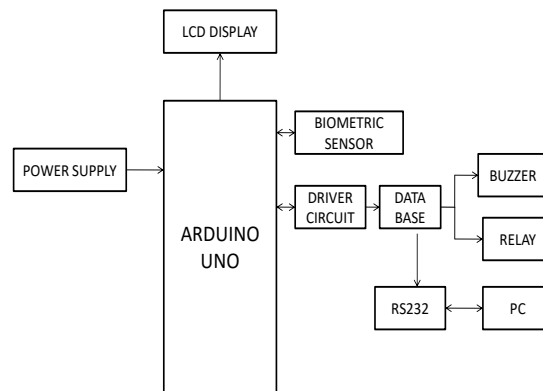 LCD DISPLAY
BIOMETRIC
SENSOR
POWER SUPPLY
BUZZER
DRIVER
CIRCUIT
DATA
BASE
ARDUINO
UNO
RELAY
RS232
PC